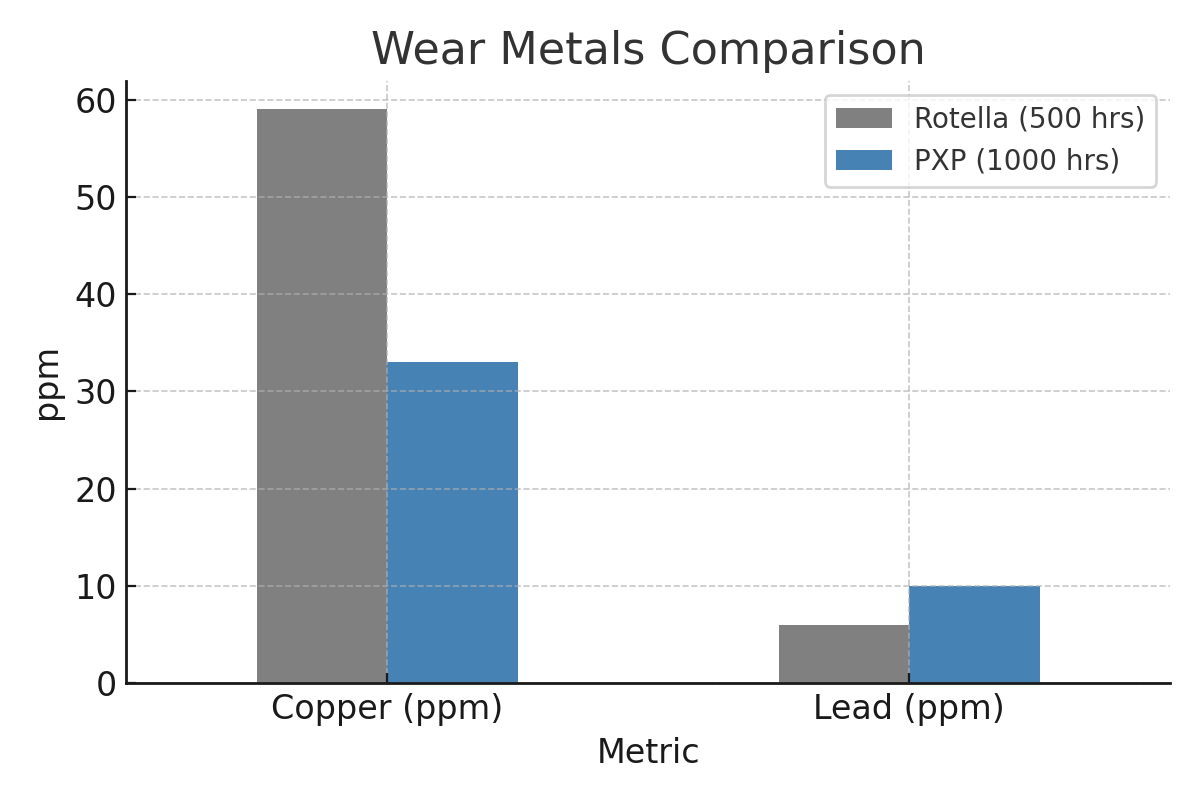 Wear Metals Comparison
Rotella (500 hrs)
PXP (1000 hrs)
ppm
60
50
40
30
20
10
0
Copper (ppm)
Lead (ppm)
Metric